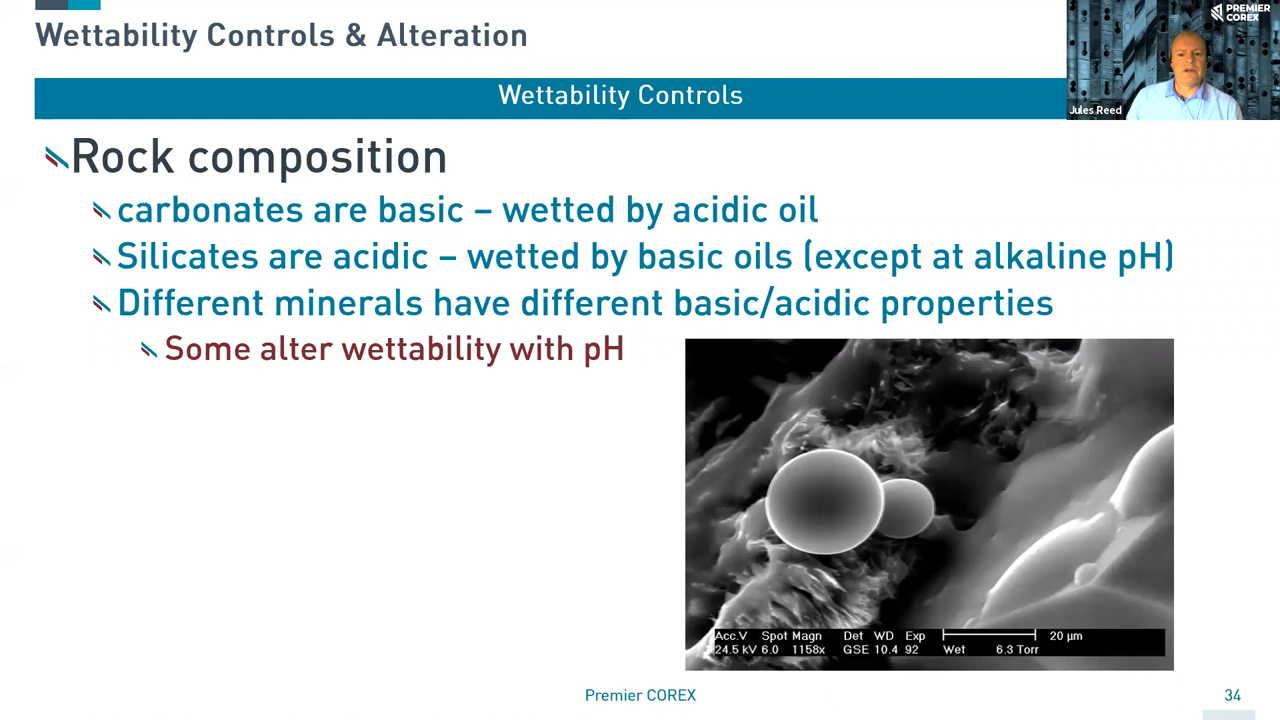 Wettability Controls & Alteration
PREMIER
COREX
Jules Reed
Wettability Controls
Rock composition
carbonates are basic – wetted by acidic oil
Silicates are acidic – wetted by basic oils (except at alkaline pH)
Different minerals have different basic/acidic properties
Some alter wettability with pH
Acc.V Spot Magn Det WD Exp 20 µm
24.5 kV 6.0 1158x GSE 10.4 92 Wet 6.3 Torr
Premier COREX
34